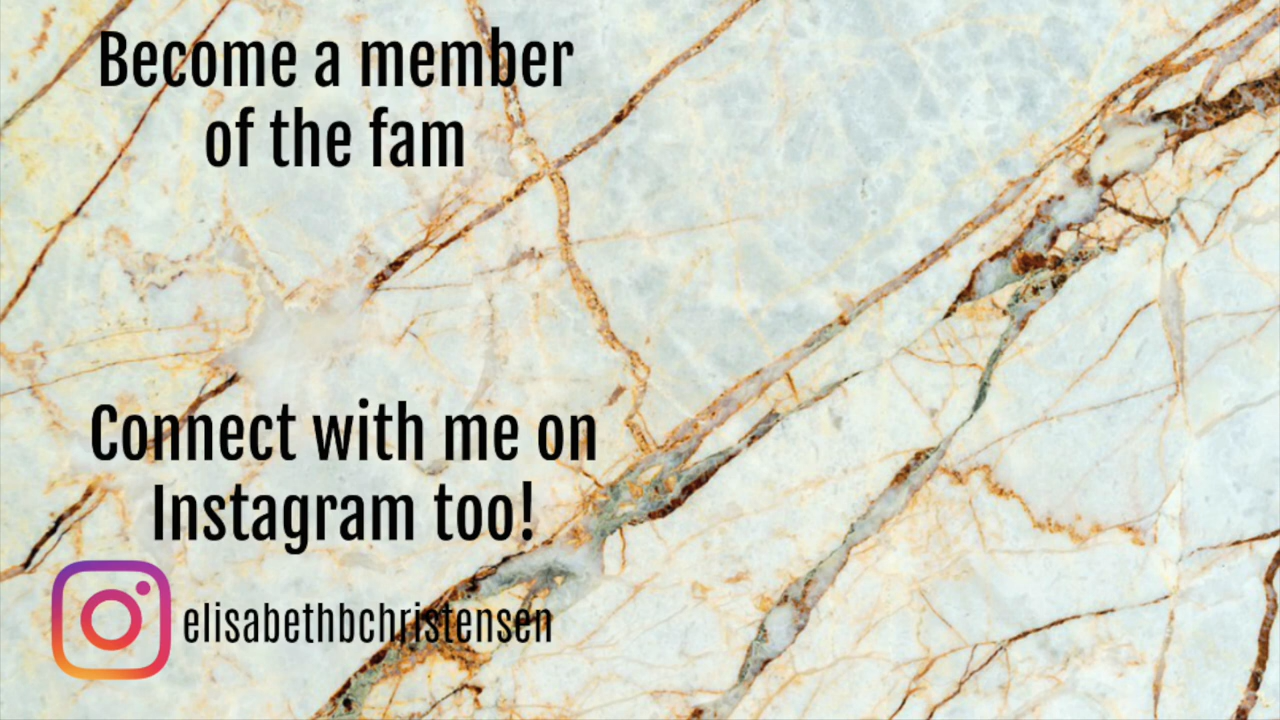 Become a member
of the fam
Connect with me on
Instagram too!
elisabethbchristensen